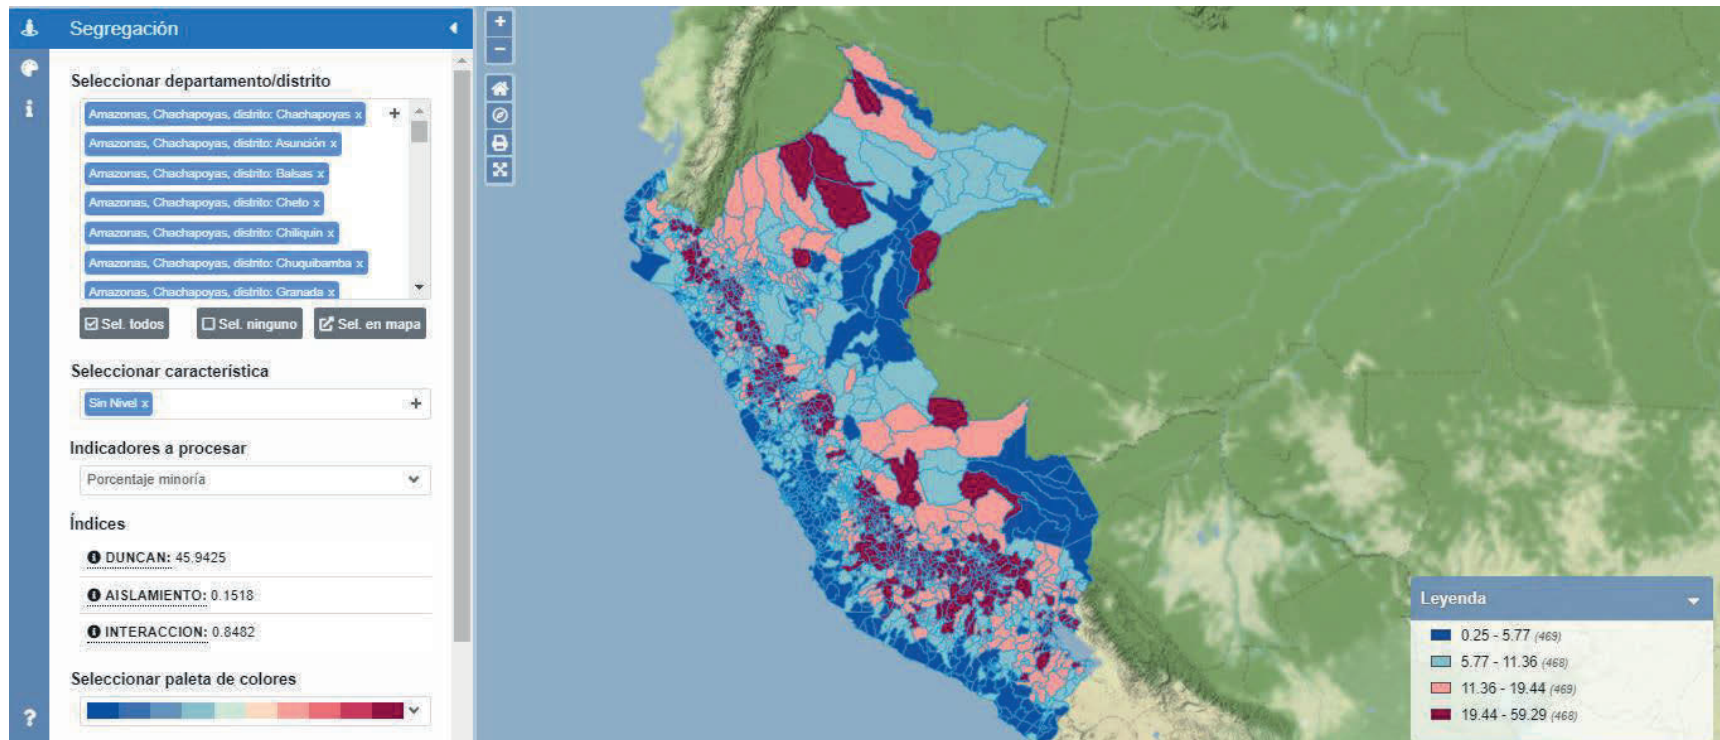 Segregación
Seleccionar departamento/distrito
Amazonas, Chachapoyas, distrito: Chachapoyas x
Amazonas, Chachapoyas, distrito: Asunción x
Amazonas, Chachapoyas, distrito: Balsas x
Amazonas, Chachapoyas, distrito: Cheto x
Amazonas, Chachapoyas, distrito: Chiliquin x
Amazonas, Chachapoyas, distrito: Chuquibamba x
Amazonas, Chachapoyas, distrito: Granada x
Sel. todos Sel. ninguno Sel. en mapa
Seleccionar característica
Sin Nivel x
Indicadores a procesar
Porcentaje minoría
Índices
DUNCAN: 45.9425
AISLAMIENTO: 0.1518
INTERACCION: 0.8482
Seleccionar paleta de colores
?
Leyenda
0.25 - 5.77 (469)
5.77 - 11.36 (468)
11.36 - 19.44 (469)
19.44 - 59.29 (468)